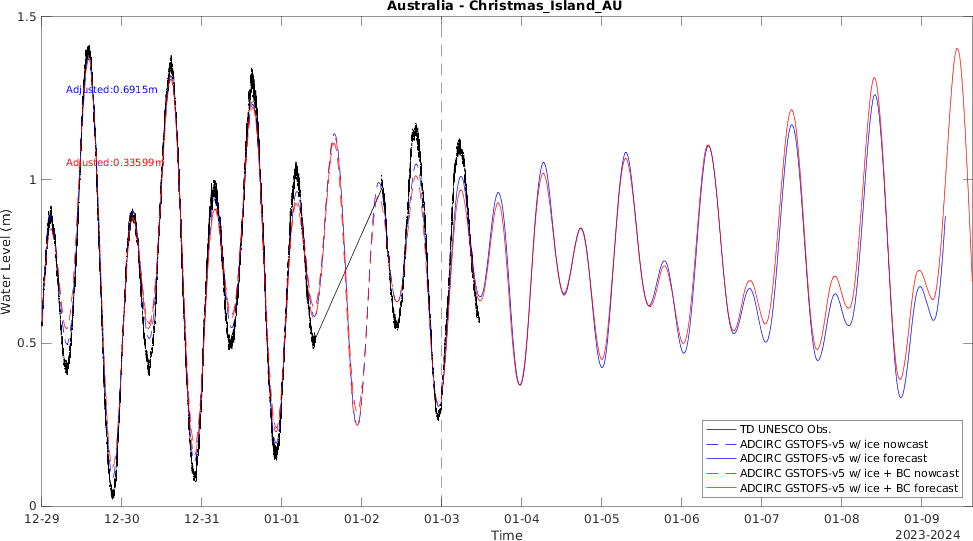 Australia - Christmas_Island_AU
1.5
Adjusted:0.6915m
Adjusted:0.33599m
1
Water Level (m)
0.5
0
TD UNESCO Obs.
ADCIRC GSTOFS-v5 w/ ice nowcast
ADCIRC GSTOFS-v5 w/ ice forecast
ADCIRC GSTOFS-v5 w/ ice + BC nowcast
ADCIRC GSTOFS-v5 w/ ice + BC forecast
12-29 12-30 12-31 01-01 01-02 01-03 01-04 01-05 01-06 01-07 01-08 01-09
Time
2023-2024